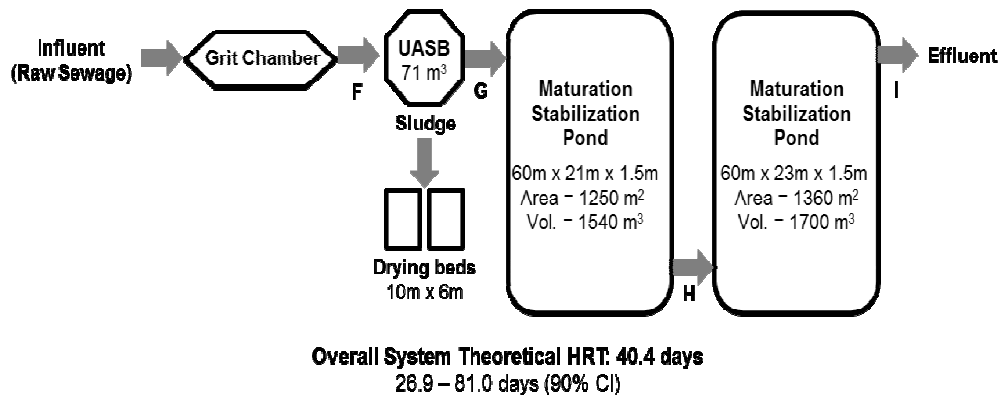 Influent
(Raw Sewage)
Grit Chamber
F
UASB
71 m³
G
Sludge
Drying beds
10m x 6m
Maturation
Stabilization
Pond
60m x 21m x 1.5m
Area = 1250 m²
Vol. = 1540 m³
H
Maturation
Stabilization
Pond
60m x 23m x 1.5m
Area = 1360 m²
Vol. = 1700 m³
I
Effluent
Overall System Theoretical HRT: 40.4 days
26.9 – 81.0 days (90% CI)